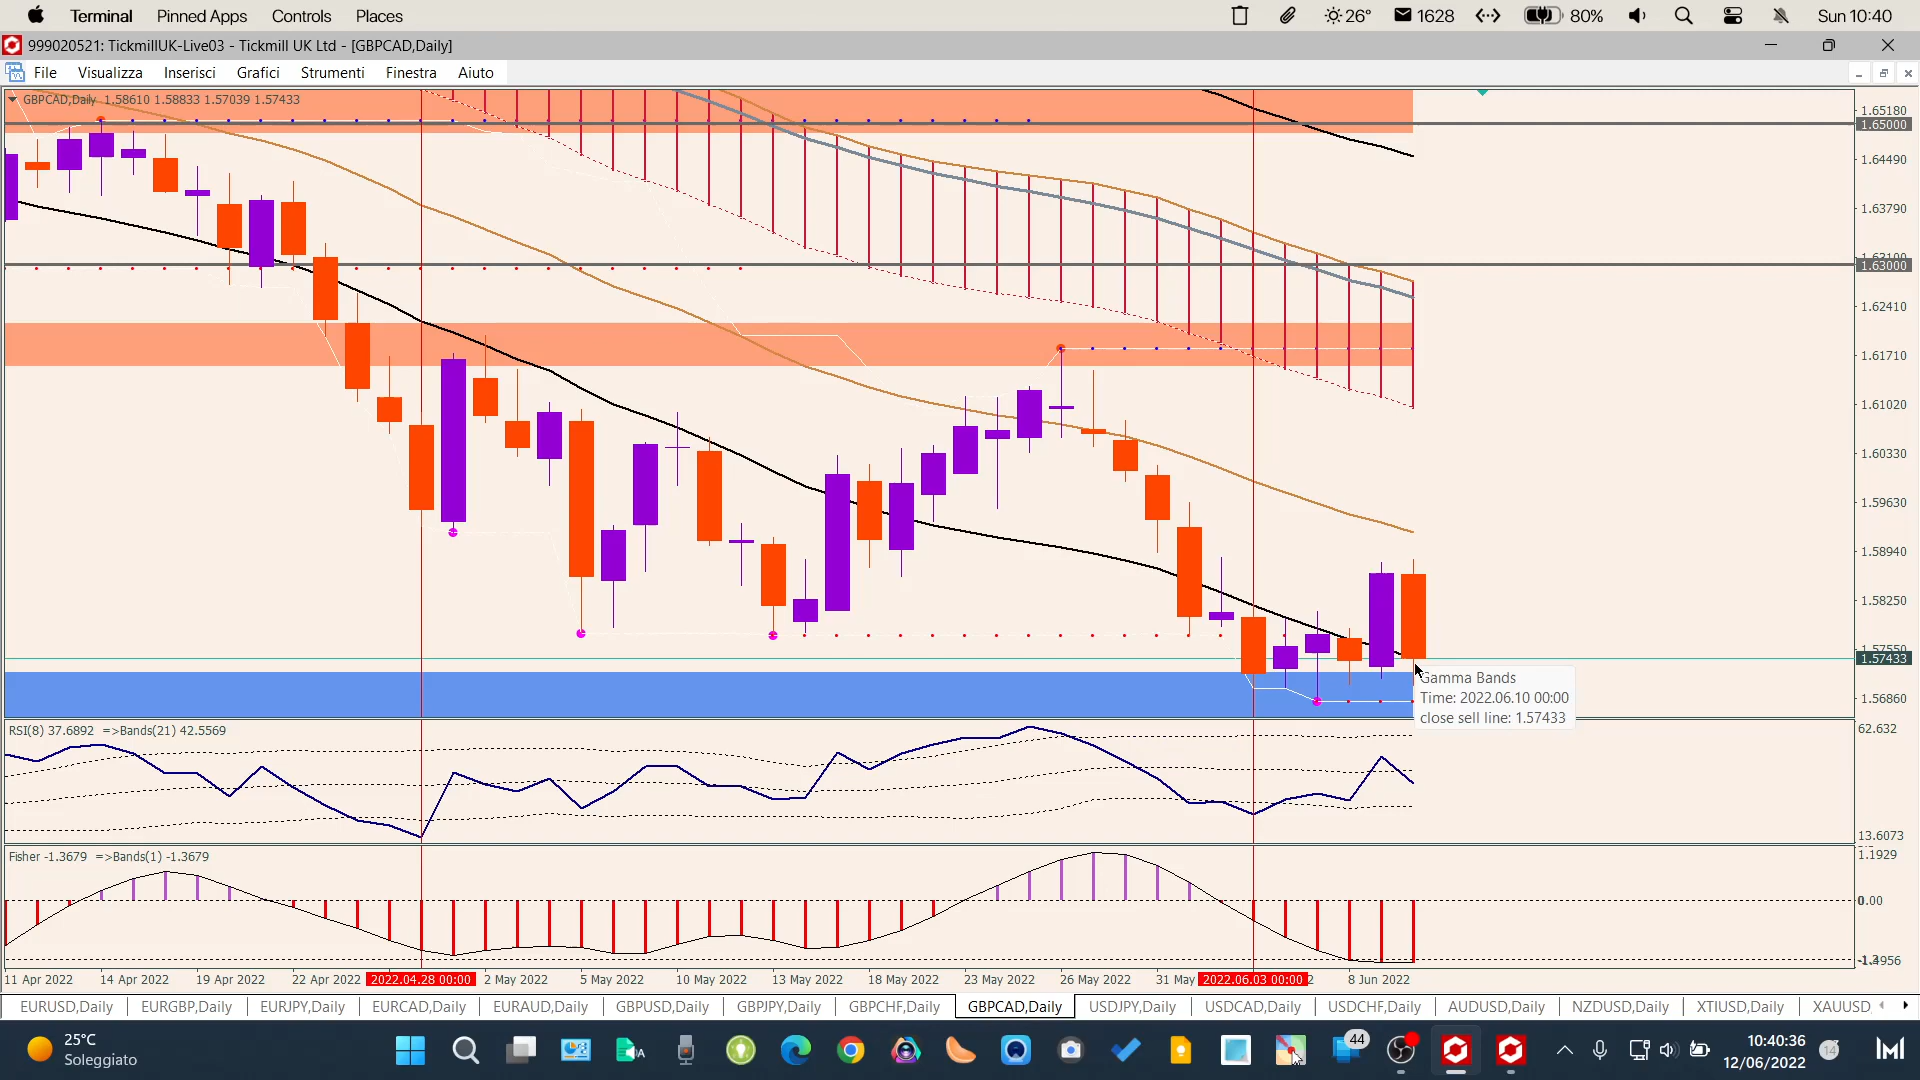 Terminal Pinned Apps Controls Places 26° 1628 80% Sun 10:40
999020521: TickmillUK-Live03 - Tickmill UK Ltd - [GBPCAD,Daily]
File Visualizza Inserisci Grafici Strumenti Finestra Aiuto
GBPCAD,Daily 1.58610 1.58833 1.57039 1.57433
1.65180
1.65000
1.64490
1.63790
1.63000
1.62410
1.61710
1.61020
1.60330
1.59630
1.58940
1.58250
1.57433
1.56860
Gamma Bands
Time: 2022.06.10 00:00
close sell line: 1.57433
RSI(8) 37.6892 =>Bands(21) 42.5569
62.632
13.6073
Fisher -1.3679 =>Bands(1) -1.3679
1.1929
0.00
11 Apr 2022 14 Apr 2022 19 Apr 2022 22 Apr 2022 2022.04.28 00:00 2 May 2022 5 May 2022 10 May 2022 13 May 2022 18 May 2022 23 May 2022 26 May 2022 31 May 2022.06.03 00:00 2 8 Jun 2022
EURUSD,Daily EURGBP,Daily EURJPY,Daily EURCAD,Daily EURAUD,Daily GBPUSD,Daily GBPJPY,Daily GBPCHF,Daily GBPCAD,Daily USDJPY,Daily USDCAD,Daily USDCHF,Daily AUDUSD,Daily NZDUSD,Daily XTIUSD,Daily XAUUSD,
25°C
Soleggiato
44
10:40:36
12/06/2022
14